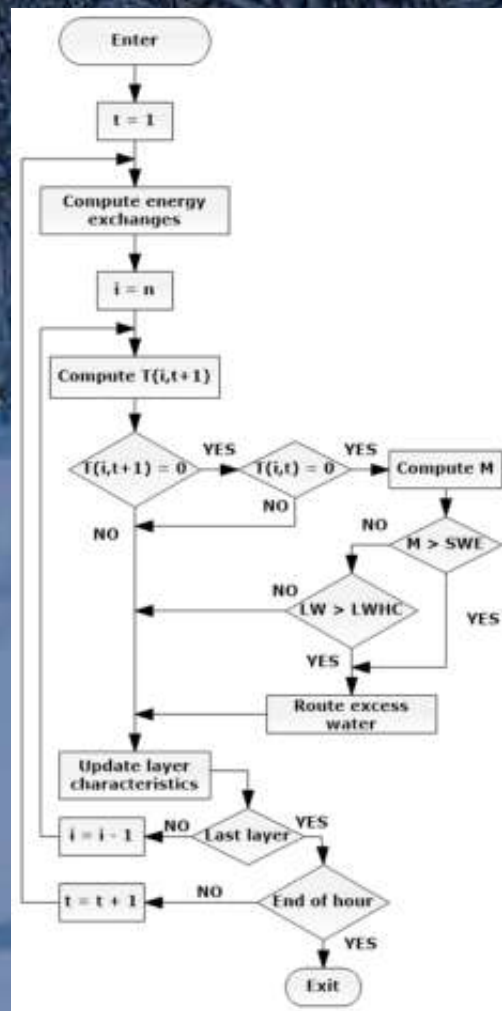 Enter
t = 1
Compute energy
exchanges
i = n
Compute T(i,t+1)
T(i,t+1) = 0
YES
T(i,t) = 0
YES
Compute M
NO
NO
NO
M > SWE
NO
LW > LWHC
YES
YES
Route excess
water
Update layer
characteristics
i = i - 1
NO
Last layer
YES
t = t + 1
NO
End of hour
YES
Exit